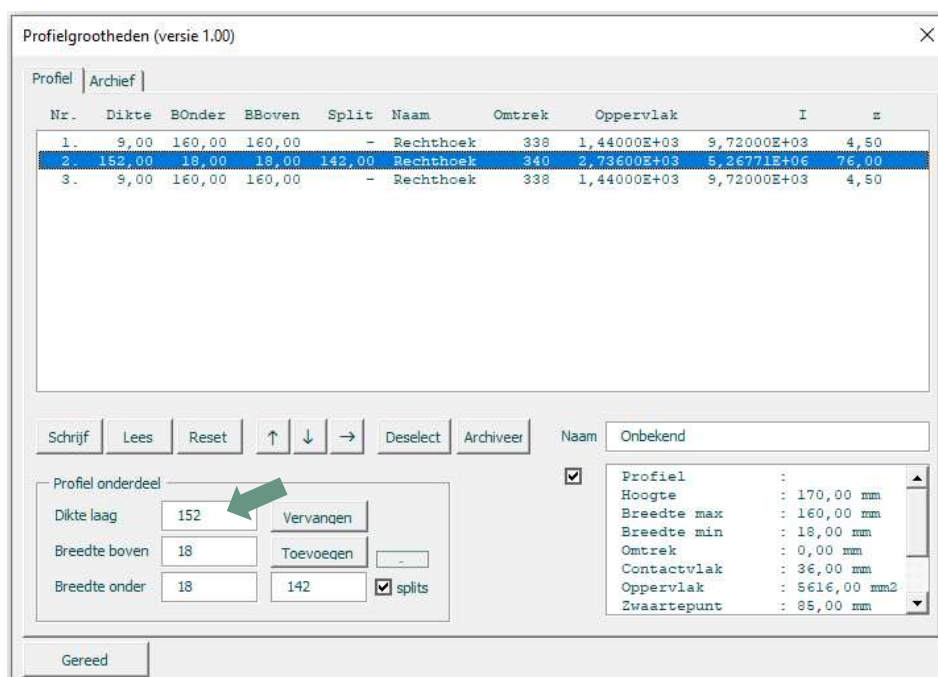 Profielgrootheden (versie 1.00)
Profiel Archief
Nr. Dikte BOnder BBoven Split Naam Omtrek Oppervlak I z
1. 9,00 160,00 160,00 - Rechthoek 338 1,44000E+03 9,72000E+03 4,50
2. 152,00 18,00 18,00 142,00 Rechthoek 340 2,73600E+03 5,26771E+06 76,00
3. 9,00 160,00 160,00 - Rechthoek 338 1,44000E+03 9,72000E+03 4,50
Schrijf Lees Reset ↑ ↓ → Deselect Archiveer Naam Onbekend
Profiel onderdeel
Dikte laag 152 Vervangen
Breedte boven 18 Toevoegen -
Breedte onder 18 142 splits
Profiel :
Hoogte : 170,00 mm
Breedte max : 160,00 mm
Breedte min : 18,00 mm
Omtrek : 0,00 mm
Contactvlak : 36,00 mm
Oppervlak : 5616,00 mm2
Zwaartepunt : 85,00 mm
Gereed